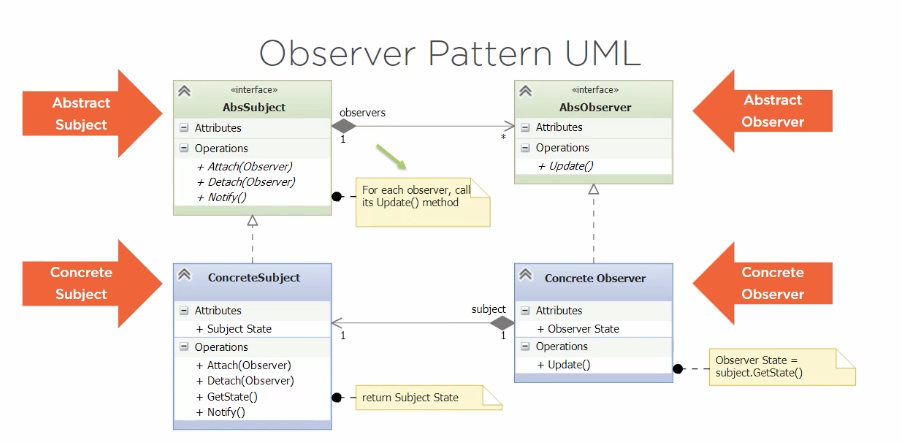 Observer Pattern UML
Abstract
Subject
«interface»
AbsSubject
Attributes
Operations
+ Attach(Observer)
+ Detach(Observer)
+ Notify()
observers
1
*
For each observer, call
its Update() method
«interface»
AbsObserver
Attributes
Operations
+ Update()
Abstract
Observer
Concrete
Subject
ConcreteSubject
Attributes
+ Subject State
Operations
+ Attach(Observer)
+ Detach(Observer)
+ GetState()
+ Notify()
subject
1
1
return Subject State
Concrete Observer
Attributes
+ Observer State
Operations
+ Update()
Concrete
Observer
Observer State =
subject.GetState()